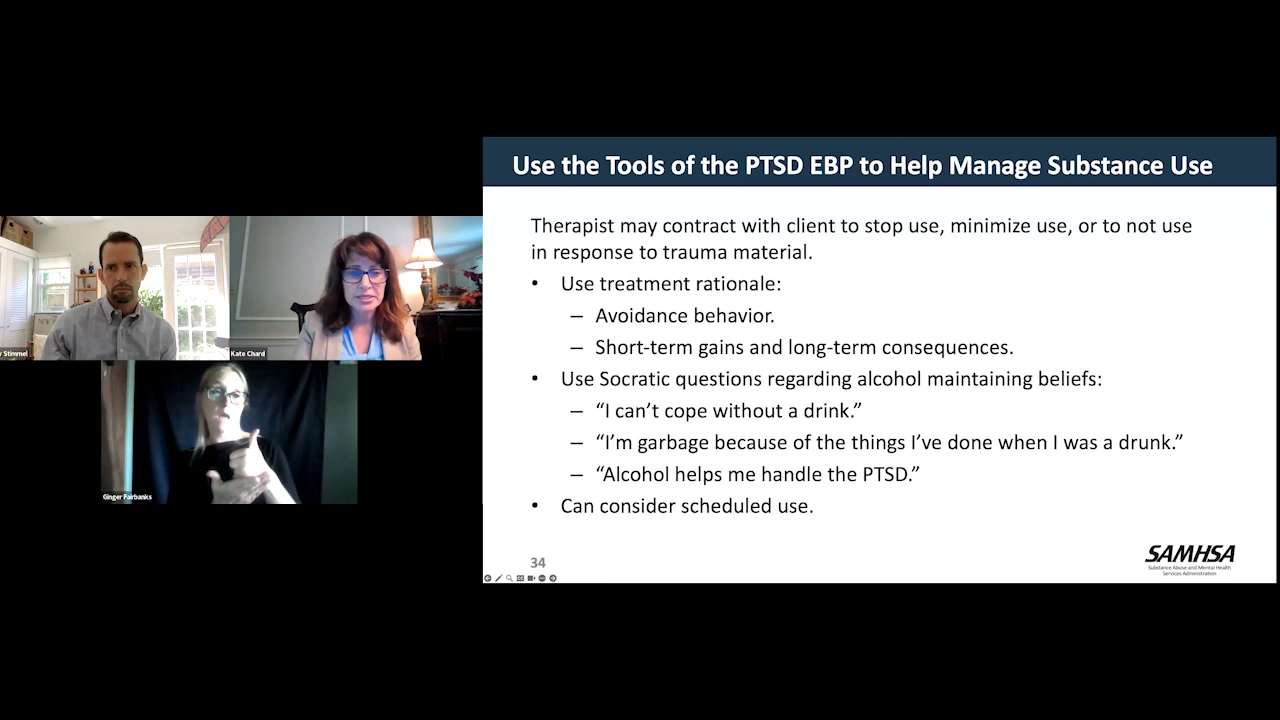 Use the Tools of the PTSD EBP to Help Manage Substance Use
Therapist may contract with client to stop use, minimize use, or to not use
in response to trauma material.
• Use treatment rationale:
– Avoidance behavior.
– Short-term gains and long-term consequences.
• Use Socratic questions regarding alcohol maintaining beliefs:
– “I can’t cope without a drink.”
– “I’m garbage because of the things I’ve done when I was a drunk.”
– “Alcohol helps me handle the PTSD.”
• Can consider scheduled use.
34
SAMHSA
Substance Abuse and Mental Health
Services Administration
Stimmel
Kate Chard
Ginger Fairbanks